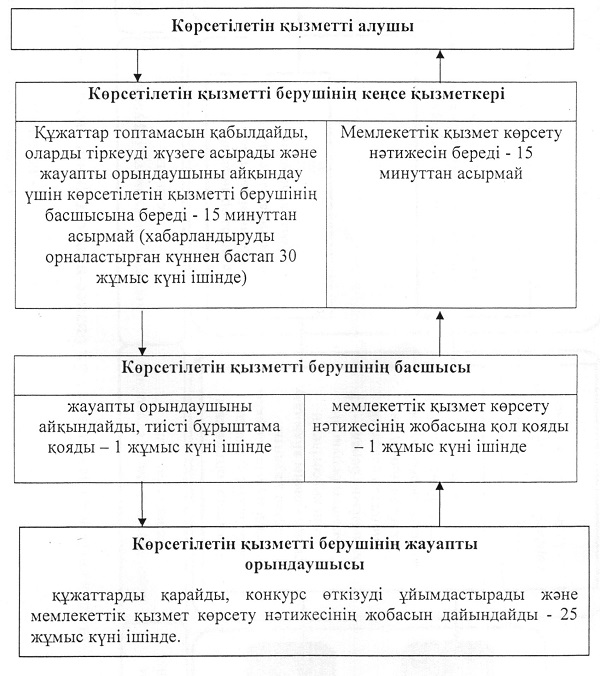 Көрсетілетін қызметті алушы
Көрсетілетін қызметті берушінің кеңсе қызметкері
Құжаттар топтамасын қабылдайды,
оларды тіркеуді жүзеге асырады және
жауапты орындаушыны айқындау
үшін көрсетілетін қызметті берушінің
басшысына береді - 15 минуттан
асырмай (хабарландыруды
орналастырған күннен бастап 30
жұмыс күні ішінде)
Мемлекеттік қызмет көрсету
нәтижесін береді - 15
минуттан асырмай
Көрсетілетін қызметті берушінің басшысы
жауапты орындаушыны
айқындайды, тиісті бұрыштама
қояды – 1 жұмыс күні ішінде
мемлекеттік қызмет көрсету
нәтижесінің жобасына қол қояды
– 1 жұмыс күні ішінде
Көрсетілетін қызметті берушінің жауапты
орындаушысы
құжаттарды қарайды, конкурс өткізуді ұйымдастырады және
мемлекеттік қызмет көрсету нәтижесінің жобасын дайындайды - 25
жұмыс күні ішінде.